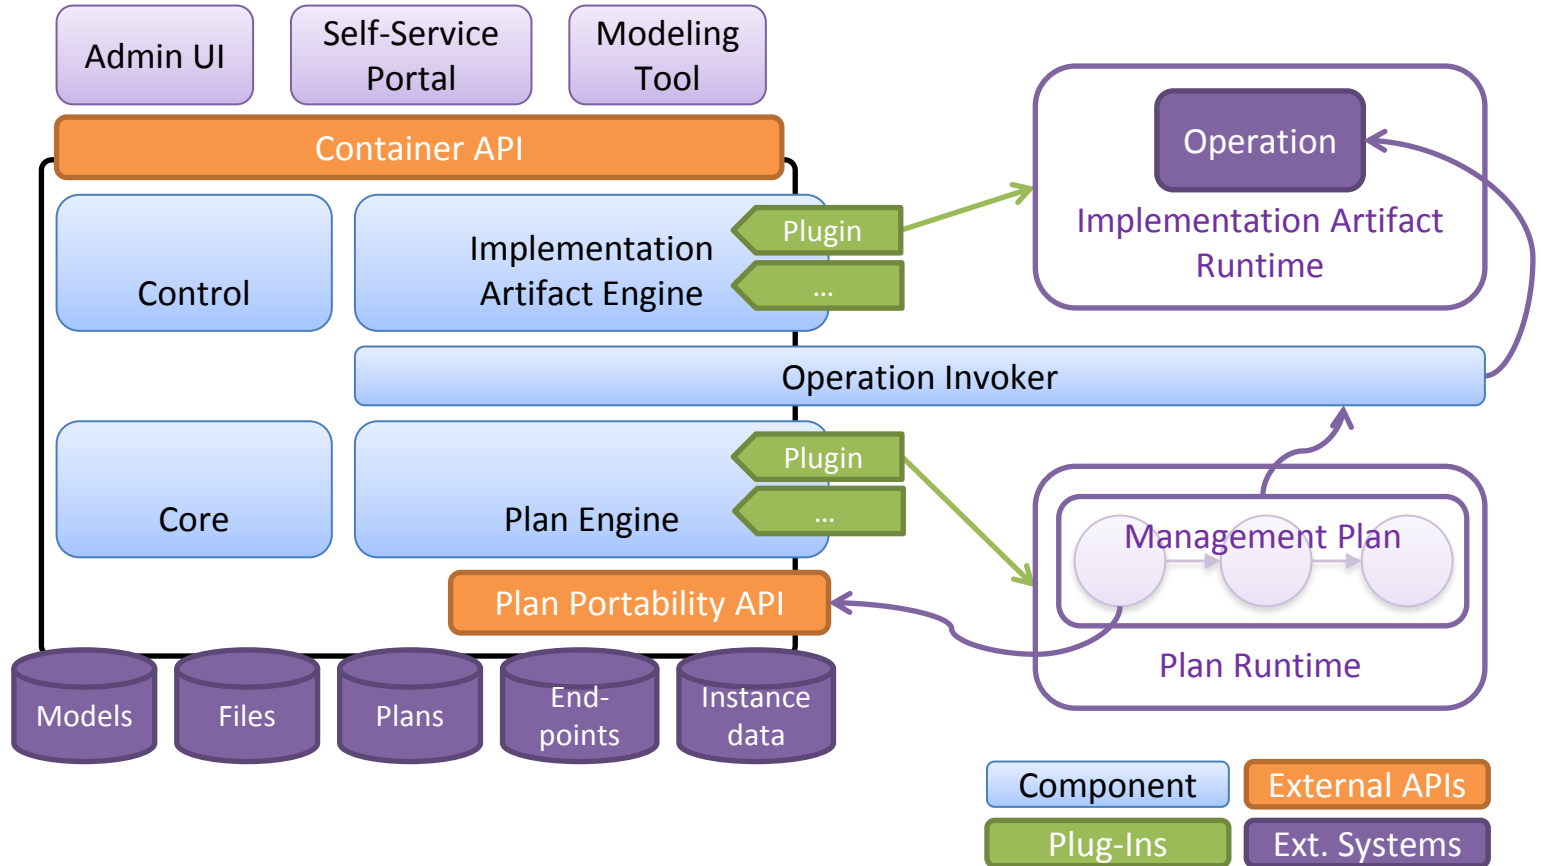 Admin UI
Self-Service
Portal
Modeling
Tool
Container API
Control
Implementation
Artifact Engine
Plugin
...
Operation
Implementation Artifact
Runtime
Operation Invoker
Core
Plan Engine
Plugin
...
Management Plan
Plan Runtime
Plan Portability API
Models
Files
Plans
End-
points
Instance
data
Component
External APIs
Plug-Ins
Ext. Systems